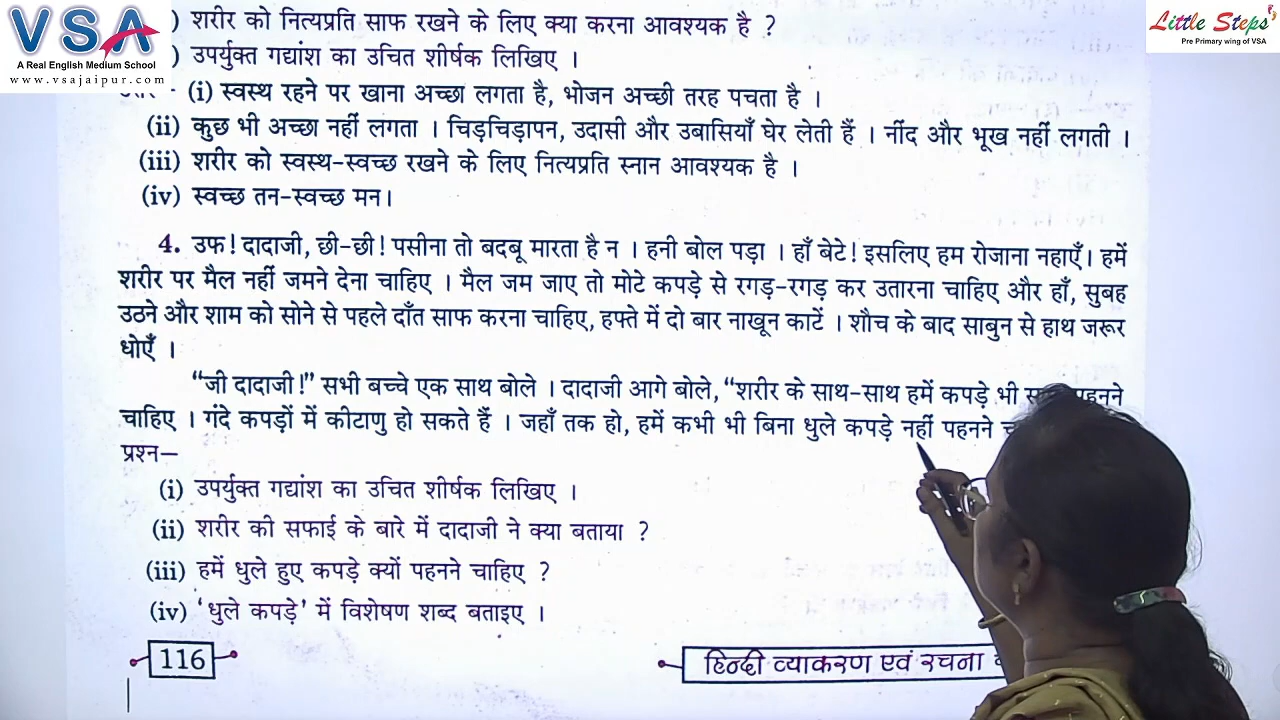 VSA
A Real English Medium School
www.vsajaipur.com
Little Steps
Pre Primary wing of VSA
) शरीर को नित्यप्रति साफ रखने के लिए क्या करना आवश्यक है ?
) उपर्युक्त गद्यांश का उचित शीर्षक लिखिए ।
(i) स्वस्थ रहने पर खाना अच्छा लगता है, भोजन अच्छी तरह पचता है ।
(ii) कुछ भी अच्छा नहीं लगता । चिड़चिड़ापन, उदासी और उबासियाँ घेर लेती हैं । नींद और भूख नहीं लगती ।
(iii) शरीर को स्वस्थ-स्वच्छ रखने के लिए नित्यप्रति स्नान आवश्यक है ।
(iv) स्वच्छ तन-स्वच्छ मन।
4. उफ! दादाजी, छी-छी! पसीना तो बदबू मारता है न । हनी बोल पड़ा । हाँ बेटे! इसलिए हम रोजाना नहाएँ। हमें
शरीर पर मैल नहीं जमने देना चाहिए । मैल जम जाए तो मोटे कपड़े से रगड़-रगड़ कर उतारना चाहिए और हाँ, सुबह
उठने और शाम को सोने से पहले दाँत साफ करना चाहिए, हफ्ते में दो बार नाखून काटें । शौच के बाद साबुन से हाथ जरूर
धोएँ ।
“जी दादाजी!” सभी बच्चे एक साथ बोले । दादाजी आगे बोले, “शरीर के साथ-साथ हमें कपड़े भी पहनने
चाहिए । गंदे कपड़ों में कीटाणु हो सकते हैं । जहाँ तक हो, हमें कभी भी बिना धुले कपड़े नहीं पहनने
प्रश्न–
(i) उपर्युक्त गद्यांश का उचित शीर्षक लिखिए ।
(ii) शरीर की सफाई के बारे में दादाजी ने क्या बताया ?
(iii) हमें धुले हुए कपड़े क्यों पहनने चाहिए ?
(iv) ‘धुले कपड़े’ में विशेषण शब्द बताइए ।
116
हिन्दी व्याकरण एवं रचना